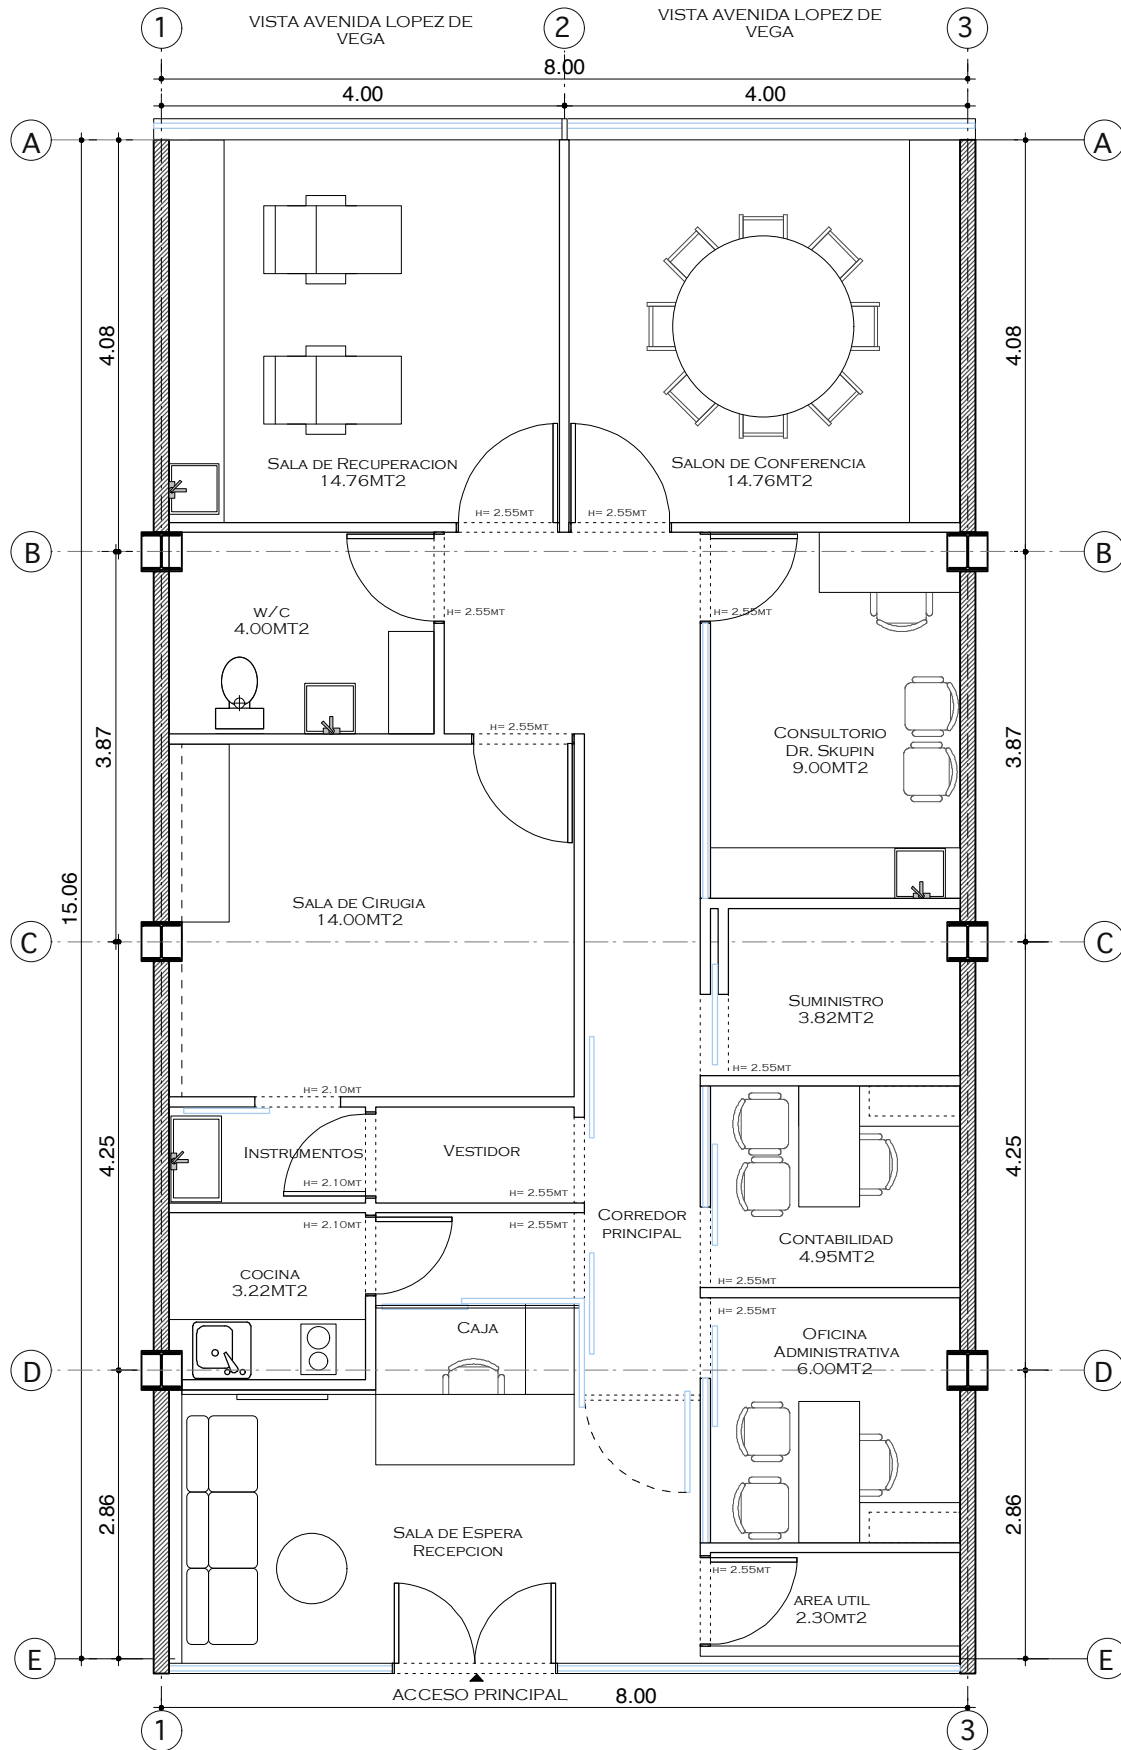 1
VISTA AVENIDA LOPEZ DE
VEGA
2
VISTA AVENIDA LOPEZ DE
VEGA
3
8.00
4.00
4.00
A
A
4.08
4.08
SALA DE RECUPERACION
14.76MT2
SALON DE CONFERENCIA
14.76MT2
H= 2.55MT
H= 2.55MT
B
B
W/C
4.00MT2
H= 2.55MT
H= 2.55MT
3.87
3.87
H= 2.55MT
CONSULTORIO
DR. SKUPIN
9.00MT2
15.06
SALA DE CIRUGIA
14.00MT2
C
C
SUMINISTRO
3.82MT2
H= 2.55MT
H= 2.10MT
4.25
4.25
INSTRUMENTOS
VESTIDOR
H= 2.10MT
H= 2.55MT
H= 2.10MT
H= 2.55MT
CORREDOR
PRINCIPAL
CONTABILIDAD
4.95MT2
COCINA
3.22MT2
H= 2.55MT
H= 2.55MT
CAJA
OFICINA
ADMINISTRATIVA
6.00MT2
D
D
2.86
2.86
SALA DE ESPERA
RECEPCION
H= 2.55MT
AREA UTIL
2.30MT2
E
E
ACCESO PRINCIPAL
8.00
1
3